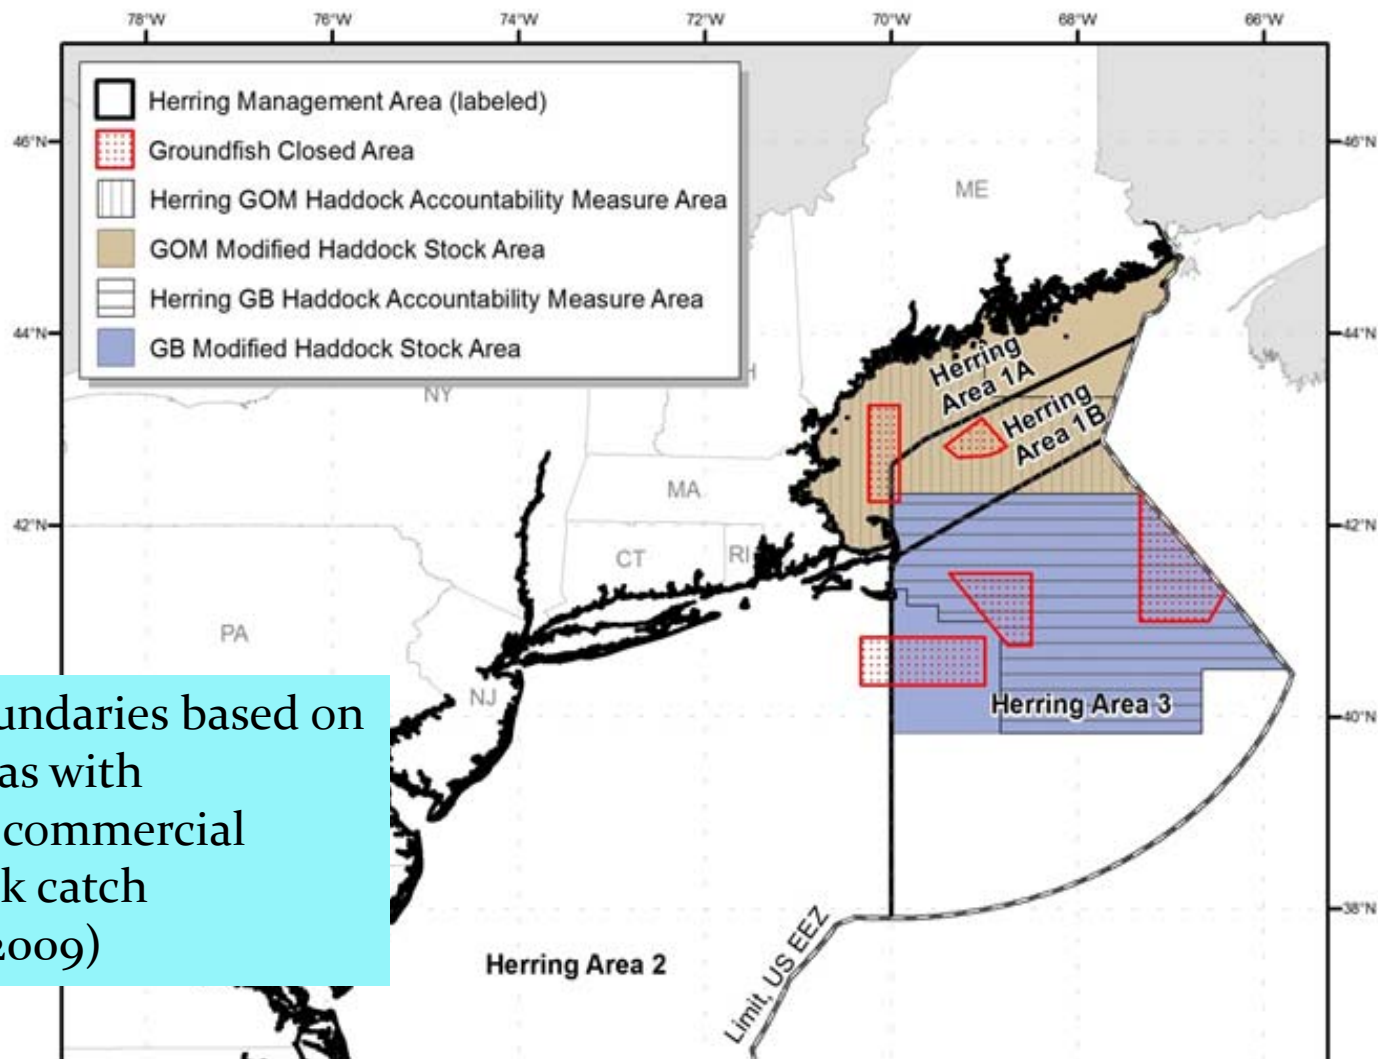 78°W 76°W 74°W 72°W 70°W 68°W 66°W
Herring Management Area (labeled)
Groundfish Closed Area
Herring GOM Haddock Accountability Measure Area
GOM Modified Haddock Stock Area
Herring GB Haddock Accountability Measure Area
GB Modified Haddock Stock Area
46°N 46°N
ME
44°N 44°N
Herring
Area 1A
Herring
Area 1B
NY
H
MA
42°N 42°N
CT
RI
PA
NJ
Herring Area 3
40°N
undaries based on
as with
commercial
k catch
2009)
38°N
Herring Area 2
Limit, US EEZ